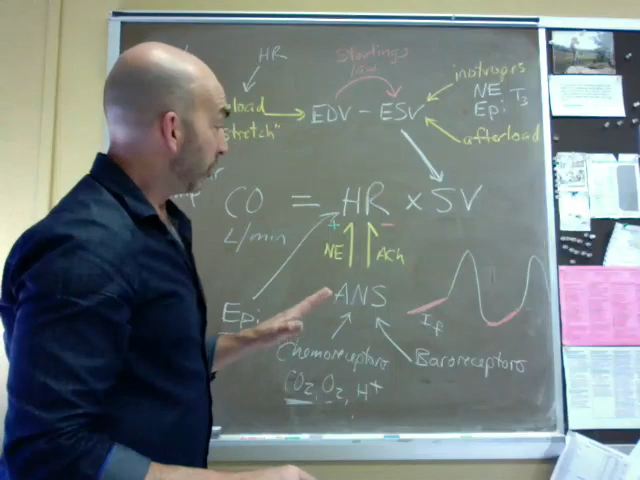 HR
Starlings
law
inotropes
NE T3
Epi
load
EDV - ESV
stretch"
afterload
CO = HR x SV
L/min
+ -
NE ACh
ANS
Epi
If
Chemoreceptors
Baroreceptors
CO2, O2, H+